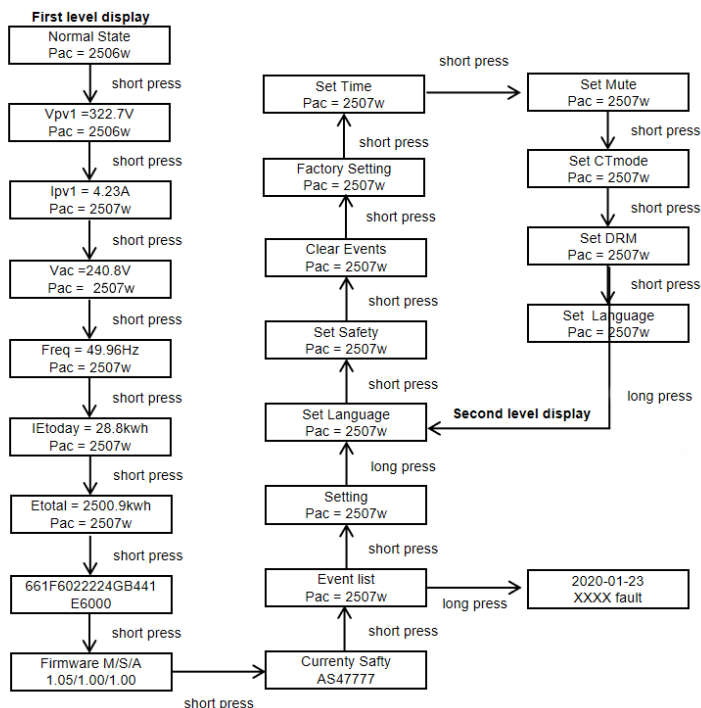 First level display
Normal State
Pac = 2506w
short press
Vpv1 =322.7V
Pac = 2506w
short press
Ipv1 = 4.23A
Pac = 2507w
short press
Vac =240.8V
Pac = 2507w
short press
Freq = 49.96Hz
Pac = 2507w
short press
IEtoday = 28.8kwh
Pac = 2507w
short press
Etotal = 2500.9kwh
Pac = 2507w
short press
661F6022224GB441
E6000
short press
Firmware M/S/A
1.05/1.00/1.00
short press
Currenty Safty
AS47777
short press
Event list
Pac = 2507w
long press
2020-01-23
XXXX fault
short press
Setting
Pac = 2507w
long press
Set Language
Pac = 2507w
short press
Set Safety
Pac = 2507w
short press
Clear Events
Pac = 2507w
short press
Factory Setting
Pac = 2507w
short press
Set Time
Pac = 2507w
short press
Set Mute
Pac = 2507w
short press
Set CTmode
Pac = 2507w
short press
Set DRM
Pac = 2507w
short press
Set Language
Pac = 2507w
long press
Second level display